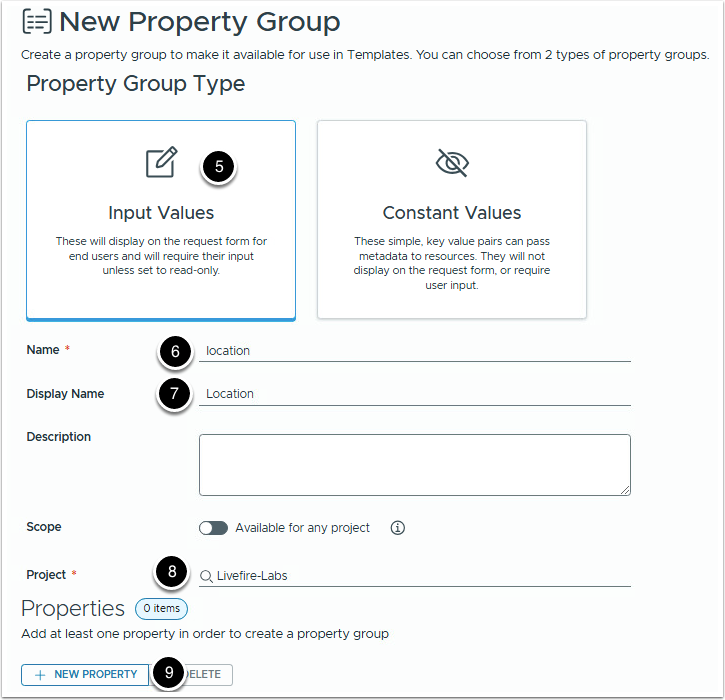 New Property Group
Create a property group to make it available for use in Templates. You can choose from 2 types of property groups.
Property Group Type
5
Input Values
These will display on the request form for
end users and will require their input
unless set to read-only.
Constant Values
These simple, key value pairs can pass
metadata to resources. They will not
display on the request form, or require
user input.
Name * 6 location
Display Name 7 Location
Description
Scope Available for any project
Project * 8 Livefire-Labs
Properties 0 items
Add at least one property in order to create a property group
+ NEW PROPERTY 9 ELETE